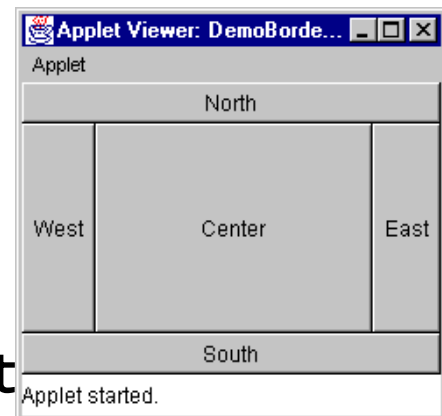 Applet Viewer: DemoBorde...
Applet
North
West Center East
South
t
Applet started.